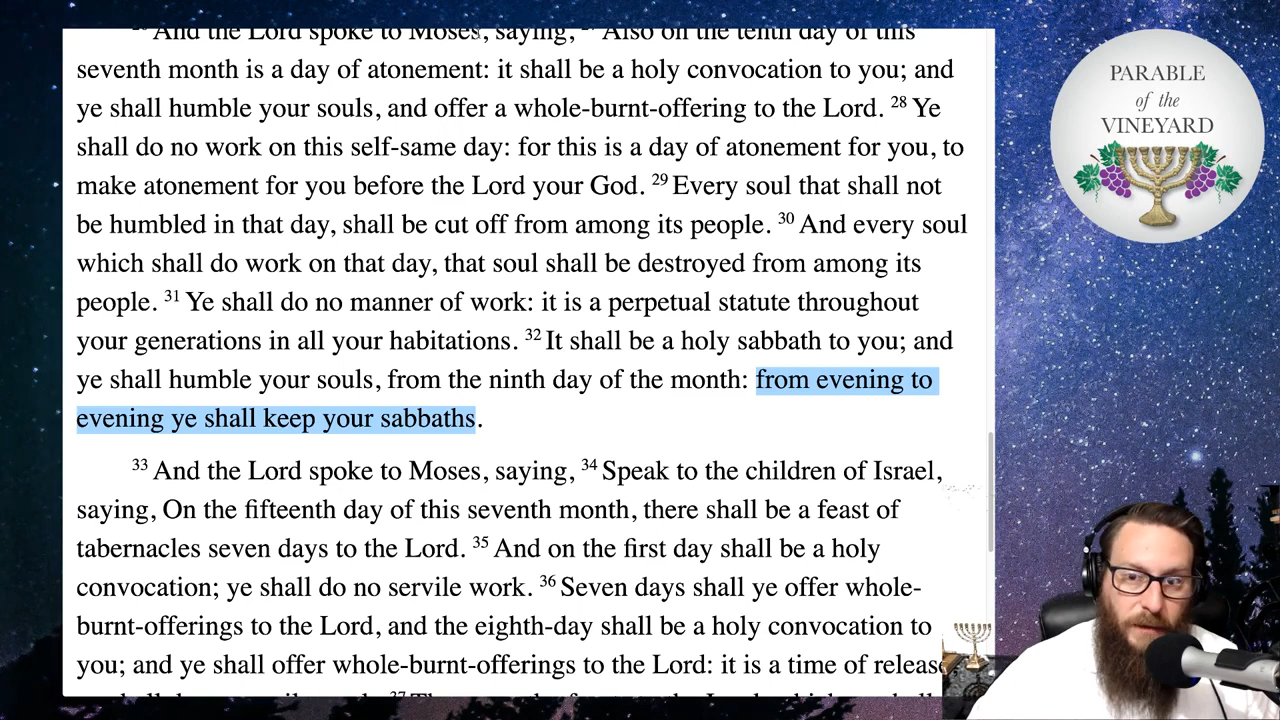 26 And the Lord spoke to Moses, saying, 27 Also on the tenth day of this
seventh month is a day of atonement: it shall be a holy convocation to you; and
ye shall humble your souls, and offer a whole-burnt-offering to the Lord. 28 Ye
shall do no work on this self-same day: for this is a day of atonement for you, to
make atonement for you before the Lord your God. 29 Every soul that shall not
be humbled in that day, shall be cut off from among its people. 30 And every soul
which shall do work on that day, that soul shall be destroyed from among its
people. 31 Ye shall do no manner of work: it is a perpetual statute throughout
your generations in all your habitations. 32 It shall be a holy sabbath to you; and
ye shall humble your souls, from the ninth day of the month: from evening to
evening ye shall keep your sabbaths.
33 And the Lord spoke to Moses, saying, 34 Speak to the children of Israel,
saying, On the fifteenth day of this seventh month, there shall be a feast of
tabernacles seven days to the Lord. 35 And on the first day shall be a holy
convocation; ye shall do no servile work. 36 Seven days shall ye offer whole-
burnt-offerings to the Lord, and the eighth-day shall be a holy convocation to
you; and ye shall offer whole-burnt-offerings to the Lord: it is a time of release
PARABLE
of the
VINEYARD